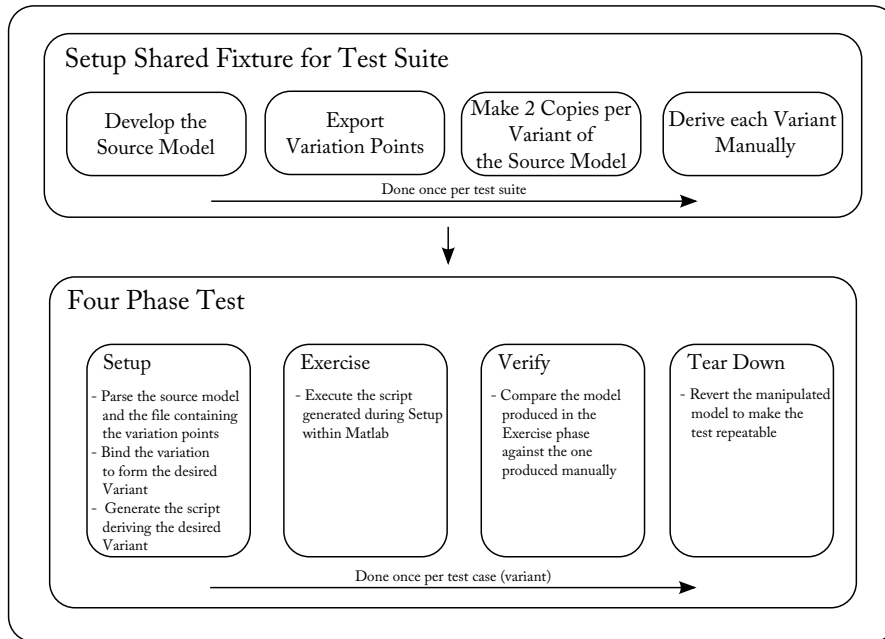 Setup Shared Fixture for Test Suite
Develop the
Source Model
Export
Variation Points
Make 2 Copies per
Variant of
the Source Model
Derive each Variant
Manually
Done once per test suite
Four Phase Test
Setup
- Parse the source model
and the file containing
the variation points
- Bind the variation
to form the desired
Variant
- Generate the script
deriving the desired
Variant
Exercise
- Execute the script
generated during Setup
within Matlab
Verify
- Compare the model
produced in the
Exercise phase
against the one
produced manually
Tear Down
- Revert the manipulated
model to make the
test repeatable
Done once per test case (variant)